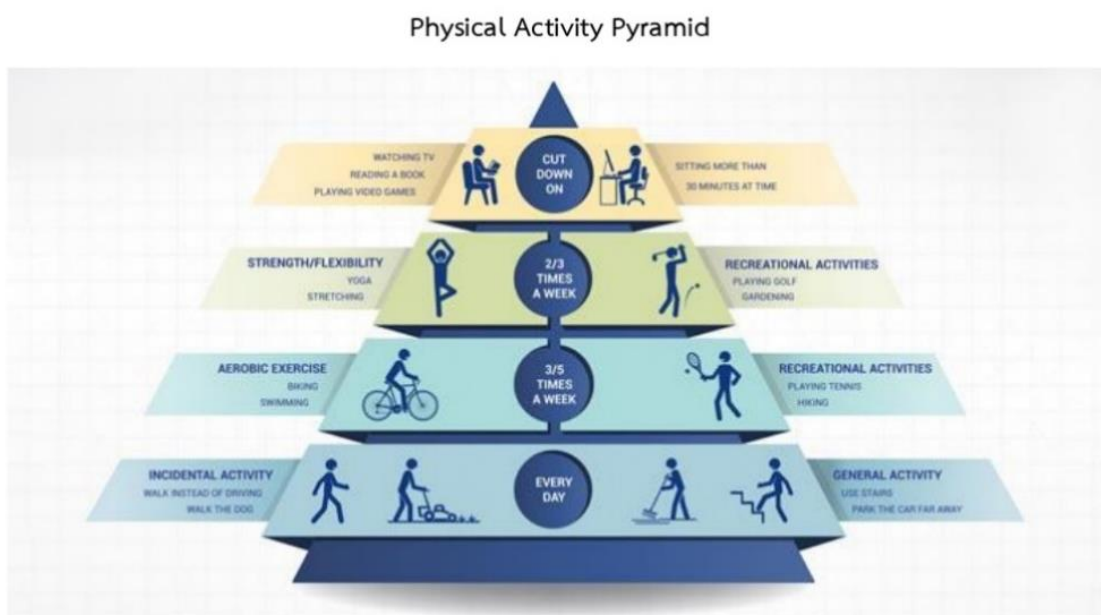 Physical Activity Pyramid
WATCHING TV
READING A BOOK
PLAYING VIDEO GAMES
CUT
DOWN
ON
SITTING MORE THAN
30 MINUTES AT TIME
STRENGTH/FLEXIBILITY
YOGA
STRETCHING
2/3
TIMES
A WEEK
RECREATIONAL ACTIVITIES
PLAYING GOLF
GARDENING
AEROBIC EXERCISE
BIKING
SWIMMING
3/5
TIMES
A WEEK
RECREATIONAL ACTIVITIES
PLAYING TENNIS
HIKING
INCIDENTAL ACTIVITY
WALK INSTEAD OF DRIVING
WALK THE DOG
EVERY
DAY
GENERAL ACTIVITY
USE STAIRS
PARK THE CAR FAR AWAY